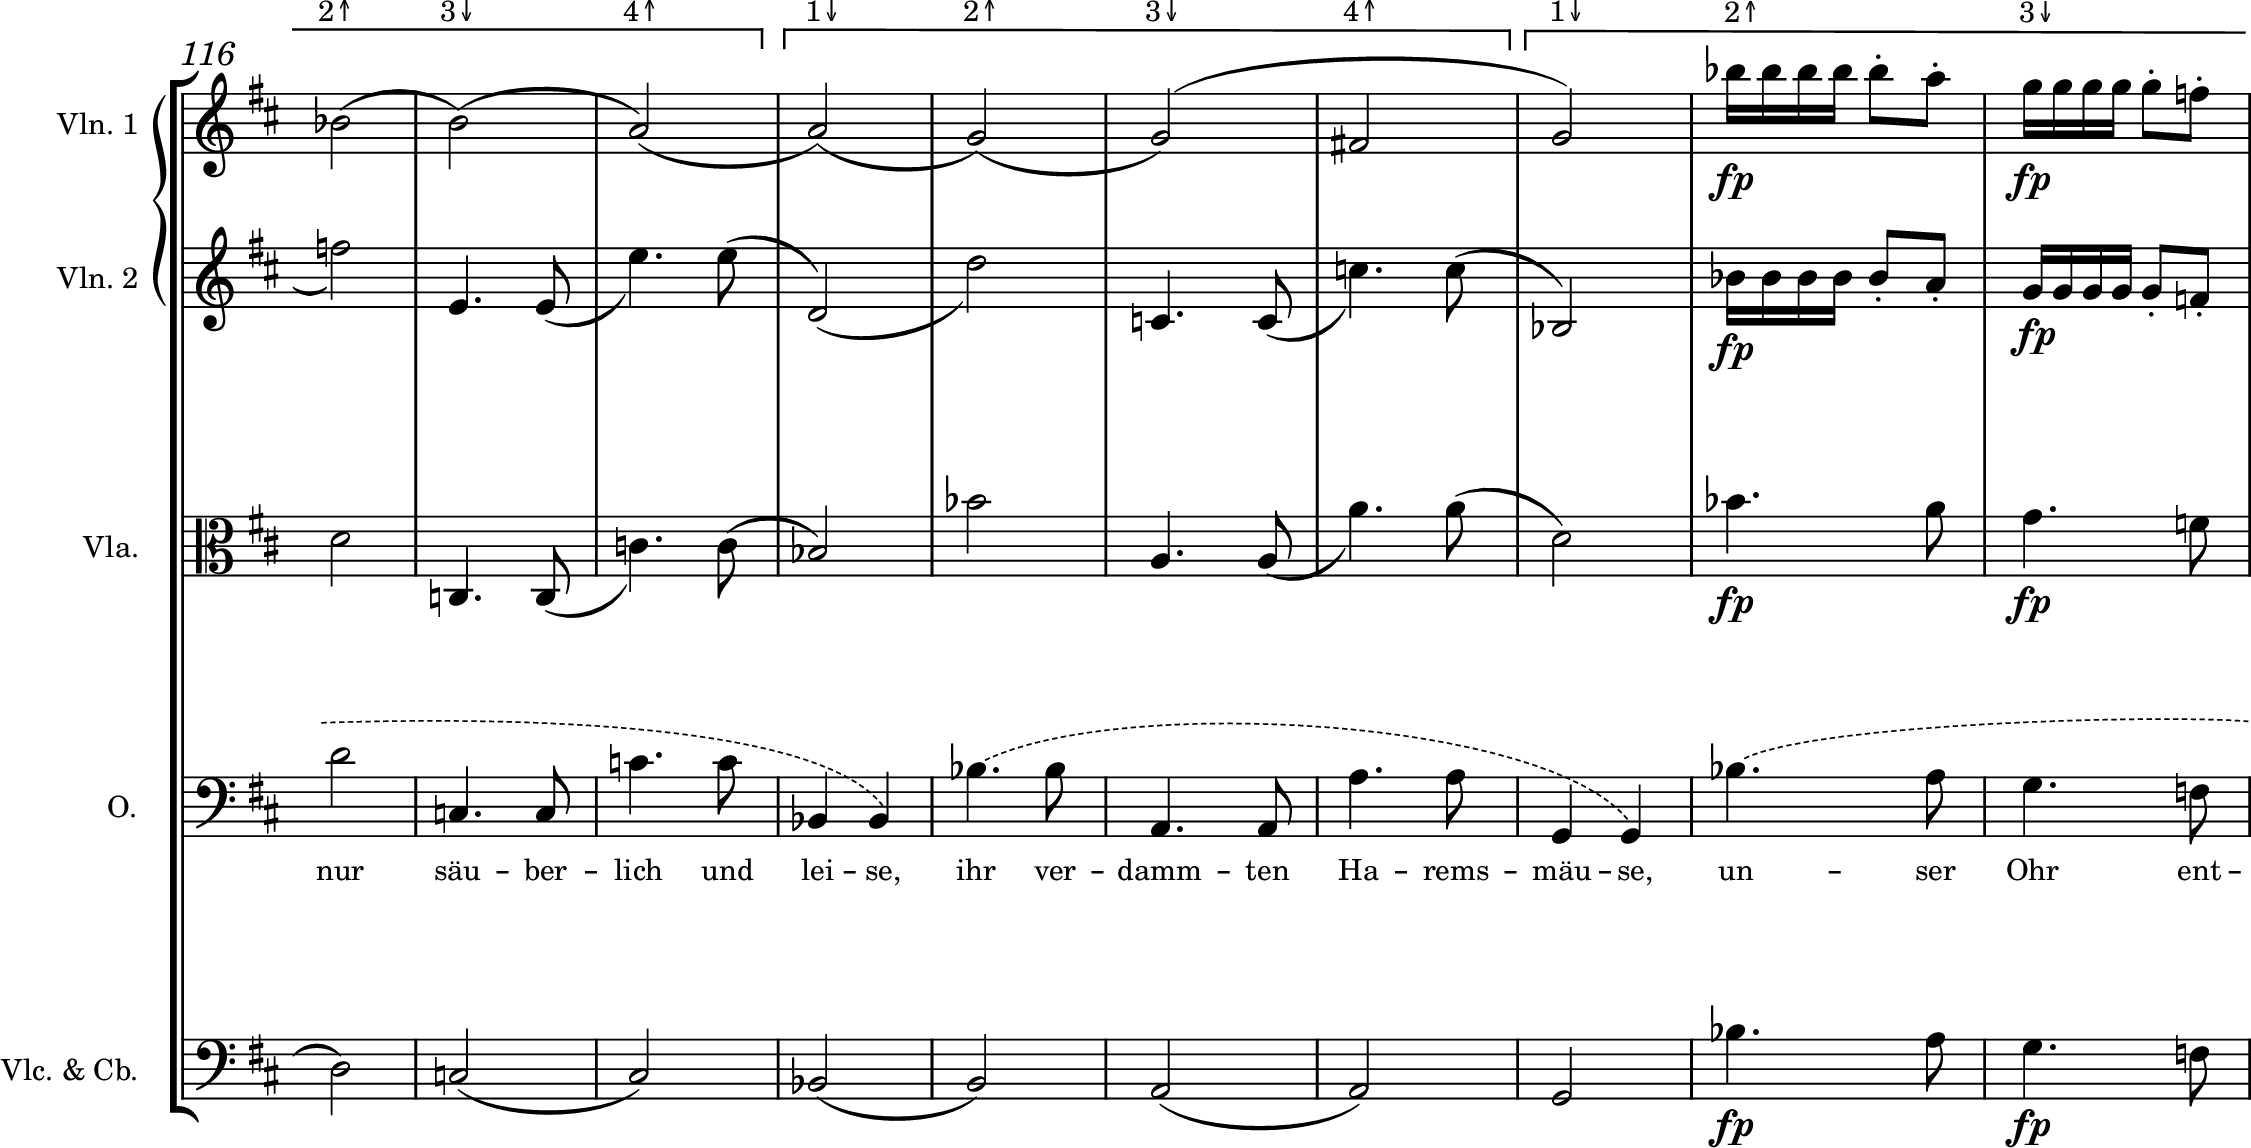 2↑ 3↓ 4↑ 1↓ 2↑ 3↓ 4↑ 1↓ 2↑ 3↓
116
Vln. 1
fp fp
Vln. 2
fp fp
Vla.
fp fp
O.
nur säu – ber – lich und lei – se, ihr ver – damm – ten Ha – rems – mäu – se, un – ser Ohr ent –
Vlc. & Cb.
fp fp